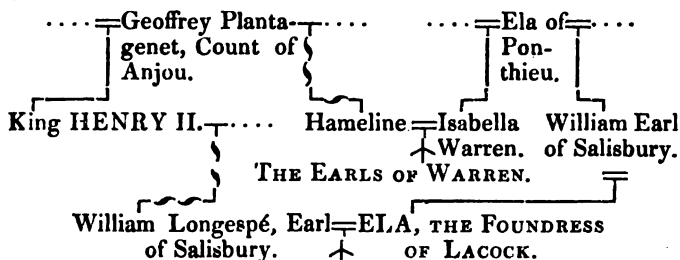 Geoffrey Planta- Ela of
genet, Count of Pon-
Anjou. thieu.
King HENRY II. Hameline Isabella William Earl
Warren. of Salisbury.
THE EARLS OF WARREN.
William Longespé, Earl ELA, THE FOUNDRESS
of Salisbury. OF LACOCK.